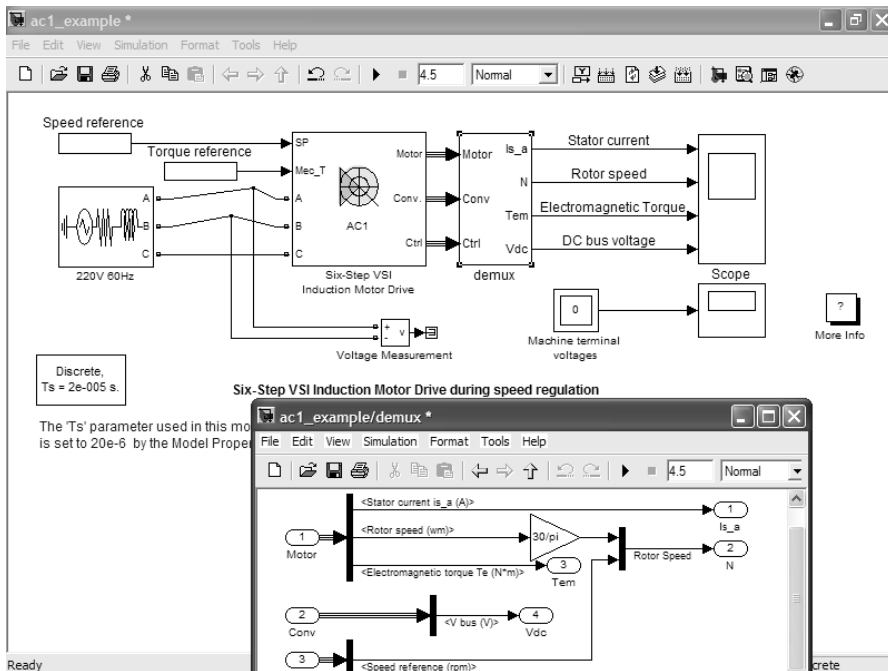 ac1_example *
File Edit View Simulation Format Tools Help
4.5 Normal
Speed reference
Torque reference
SP
Mec_T
A
B
C
Motor
Conv.
Ctrl
AC1
Six-Step VSI
Induction Motor Drive
A
B
C
220V 60Hz
Motor
Conv
Ctrl
Is_a
N
Tem
Vdc
demux
Stator current
Rotor speed
Electromagnetic Torque
DC bus voltage
Scope
0
Machine terminal
voltages
?
More Info
+
-
v
Voltage Measurement
Discrete,
Ts = 2e-005 s.
Six-Step VSI Induction Motor Drive during speed regulation
The 'Ts' parameter used in this mo
is set to 20e-6 by the Model Proper
ac1_example/demux *
File Edit View Simulation Format Tools Help
4.5 Normal
1
Motor
<Stator current is_a (A)>
1
Is_a
<Rotor speed (wm)>
30/pi
Rotor Speed
2
N
<Electromagnetic torque Te (N*m)>
3
Tem
2
Conv
<V bus (V)>
4
Vdc
3
<Speed reference (rpm)>
Ready
crete